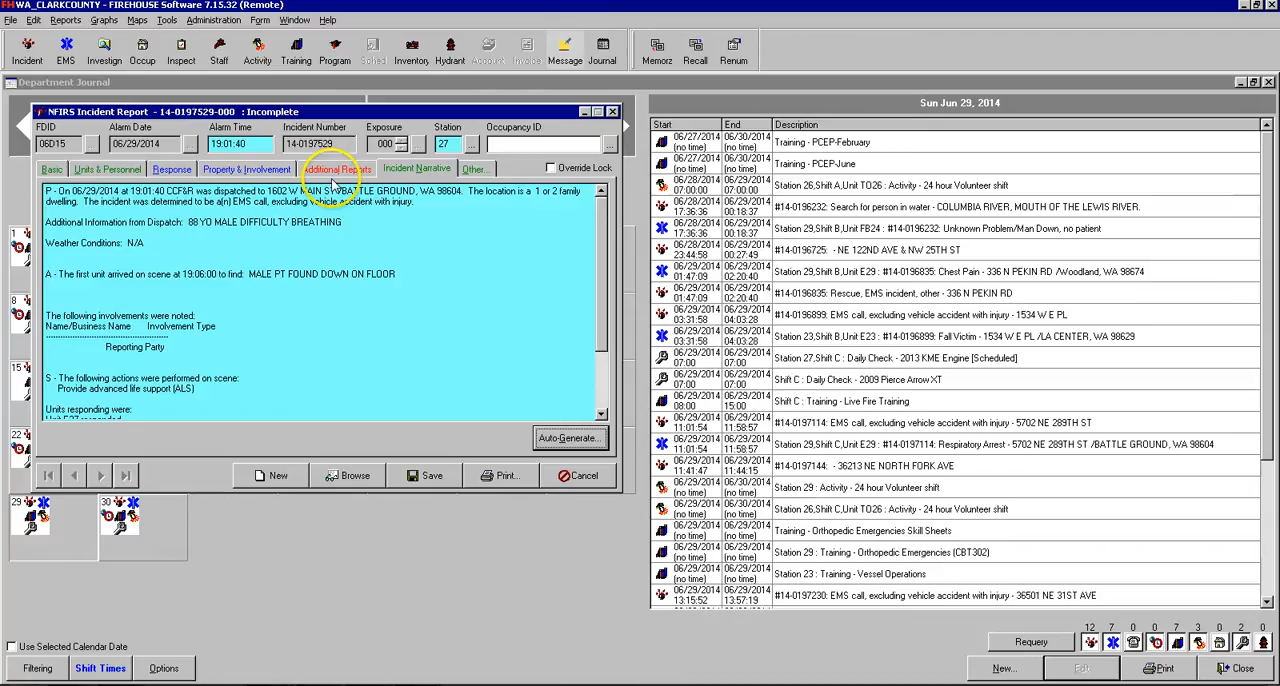 FHWA_CLARKCOUNTY - FIREHOUSE Software 7.15.32 (Remote)
File Edit Reports Graphs Maps Tools Administration Form Window Help
Incident EMS Investign Occup Inspect Staff Activity Training Program Sched Inventory Hydrant Account Invoice Message Journal Memorz Recall Renum
Department Journal
NFIRS Incident Report - 14-0197529-000 : Incomplete
FDID Alarm Date Alarm Time Incident Number Exposure Station Occupancy ID
06D15 ... 06/29/2014 ... 19:01:40 14-0197529 000 ... 27 ... ...
Basic Units & Personnel Response Property & Involvement Additional Reports Incident Narrative Other... Override Lock
P - On 06/29/2014 at 19:01:40 CCF&R was dispatched to 1602 W MAIN ST/BATTLE GROUND, WA 98604. The location is a 1 or 2 family
dwelling. The incident was determined to be a(n) EMS call, excluding vehicle accident with injury.
Additional Information from Dispatch: 88 YO MALE DIFFICULTY BREATHING
Weather Conditions: N/A
A - The first unit arrived on scene at 19:06:00 to find: MALE PT FOUND DOWN ON FLOOR
The following involvements were noted:
Name/Business Name Involvement Type
Reporting Party
S - The following actions were performed on scene:
Provide advanced life support (ALS)
Units responding were:
Unit E27 responded
Auto-Generate...
New Browse Save Print... Cancel
1
8
15
22
29 30
Use Selected Calendar Date
Filtering Shift Times Options
Sun Jun 29, 2014
Start End Description
06/27/2014 06/30/2014 Training - PCEP-February
(no time) (no time)
06/27/2014 06/30/2014 Training - PCEP-June
(no time) (no time)
06/28/2014 06/29/2014 Station 26,Shift A,Unit TO26 : Activity - 24 hour Volunteer shift
07:00:00 07:00:00
06/28/2014 06/29/2014 #14-0196232: Search for person in water - COLUMBIA RIVER, MOUTH OF THE LEWIS RIVER.
17:36:36 00:18:37
06/28/2014 06/29/2014 Station 29,Shift B,Unit FB24 : #14-0196232: Unknown Problem/Man Down, no patient
17:36:36 00:18:37
06/28/2014 06/29/2014 #14-0196725: - NE 122ND AVE & NW 25TH ST
23:44:58 00:27:49
06/29/2014 06/29/2014 Station 29,Shift B,Unit E29 : #14-0196835: Chest Pain - 336 N PEKIN RD /Woodland, WA 98674
01:47:09 02:20:40
06/29/2014 06/29/2014 #14-0196835: Rescue, EMS incident, other - 336 N PEKIN RD
01:47:09 02:20:40
06/29/2014 06/29/2014 #14-0196899: EMS call, excluding vehicle accident with injury - 1534 W E PL
03:31:58 04:03:28
06/29/2014 06/29/2014 Station 23,Shift B,Unit E26 : #14-0196899: Fall Victim - 1534 W E PL /LA CENTER, WA 98629
03:31:58 04:03:28
06/29/2014 06/29/2014 Station 27,Shift C : Daily Check - 2013 KME Engine [Scheduled]
07:00 07:00
06/29/2014 06/29/2014 Shift C : Daily Check - 2009 Pierce Arrow XT
07:00 07:00
06/29/2014 06/29/2014 Shift C : Training - Live Fire Training
08:00 15:00
06/29/2014 06/29/2014 #14-0197114: EMS call, excluding vehicle accident with injury - 5702 NE 289TH ST
11:01:54 11:58:57
06/29/2014 06/29/2014 Station 29,Shift C,Unit E29 : #14-0197114: Respiratory Arrest - 5702 NE 289TH ST /BATTLE GROUND, WA 98604
11:01:54 11:58:57
06/29/2014 06/29/2014 #14-0197144: - 36213 NE NORTH FORK AVE
11:41:47 11:44:15
06/29/2014 06/29/2014 Station 29 : Activity - 24 hour Volunteer shift
(no time) (no time)
06/29/2014 06/29/2014 Station 26,Shift C,Unit TO26 : Activity - 24 hour Volunteer shift
(no time) (no time)
06/29/2014 06/29/2014 Training - Orthopedic Emergencies Skill Sheets
(no time) (no time)
06/29/2014 06/29/2014 Station 29 : Training - Orthopedic Emergencies (CBT302)
(no time) (no time)
06/29/2014 06/29/2014 Station 23 : Training - Vessel Operations
(no time) (no time)
06/29/2014 06/29/2014 #14-0197230: EMS call, excluding vehicle accident with injury - 36501 NE 31ST AVE
13:15:52 13:57:19
12 7 0 0 7 3 0 2 0
Requery
New... Edit Print Close